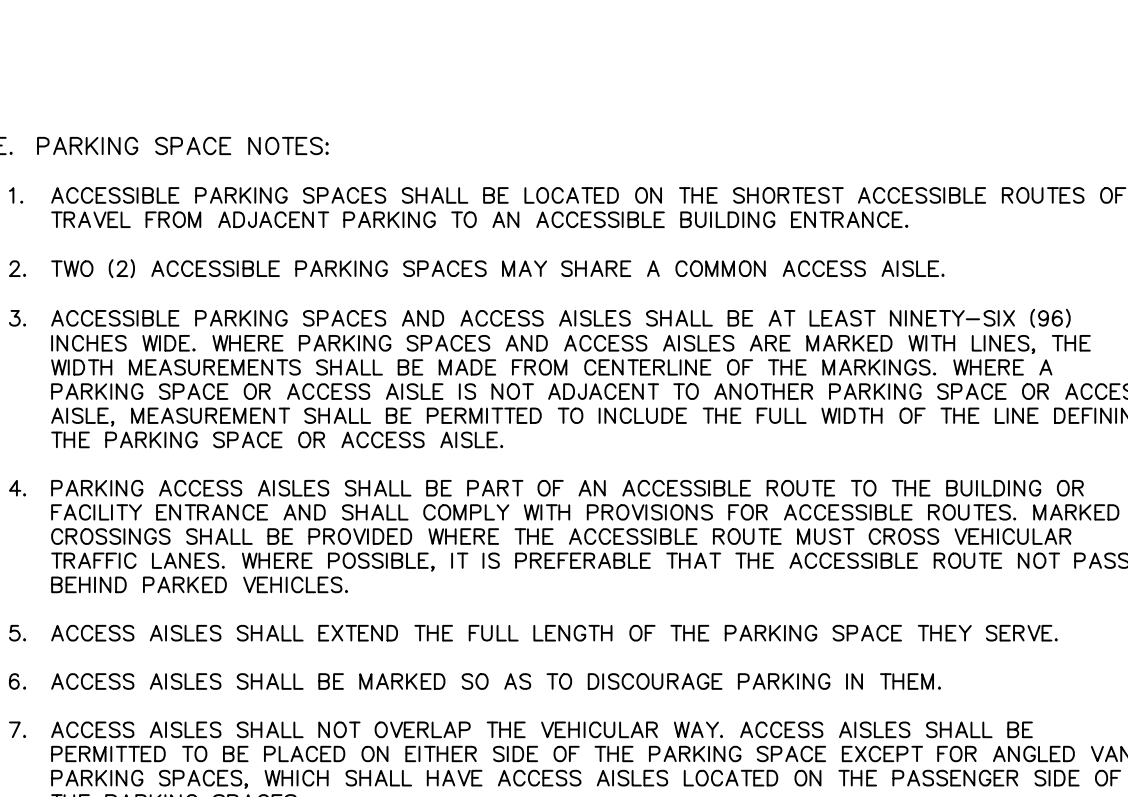 E. PARKING SPACE NOTES:
1. ACCESSIBLE PARKING SPACES SHALL BE LOCATED ON THE SHORTEST ACCESSIBLE ROUTES OF
TRAVEL FROM ADJACENT PARKING TO AN ACCESSIBLE BUILDING ENTRANCE.
2. TWO (2) ACCESSIBLE PARKING SPACES MAY SHARE A COMMON ACCESS AISLE.
3. ACCESSIBLE PARKING SPACES AND ACCESS AISLES SHALL BE AT LEAST NINETY-SIX (96)
INCHES WIDE. WHERE PARKING SPACES AND ACCESS AISLES ARE MARKED WITH LINES, THE
WIDTH MEASUREMENTS SHALL BE MADE FROM CENTERLINE OF THE MARKINGS. WHERE A
PARKING SPACE OR ACCESS AISLE IS NOT ADJACENT TO ANOTHER PARKING SPACE OR
AISLE, MEASUREMENT SHALL BE PERMITTED TO INCLUDE THE FULL WIDTH OF THE LINE
THE PARKING SPACE OR ACCESS AISLE.
4. PARKING ACCESS AISLES SHALL BE PART OF AN ACCESSIBLE ROUTE TO THE BUILDING OR
FACILITY ENTRANCE AND SHALL COMPLY WITH PROVISIONS FOR ACCESSIBLE ROUTES. MARKED
CROSSINGS SHALL BE PROVIDED WHERE THE ACCESSIBLE ROUTE MUST CROSS VEHICULAR
TRAFFIC LANES. WHERE POSSIBLE, IT IS PREFERABLE THAT THE ACCESSIBLE ROUTE NOT PASS
BEHIND PARKED VEHICLES.
5. ACCESS AISLES SHALL EXTEND THE FULL LENGTH OF THE PARKING SPACE THEY SERVE.
6. ACCESS AISLES SHALL BE MARKED SO AS TO DISCOURAGE PARKING IN THEM.
7. ACCESS AISLES SHALL NOT OVERLAP THE VEHICULAR WAY. ACCESS AISLES SHALL BE
PERMITTED TO BE PLACED ON EITHER SIDE OF THE PARKING SPACE EXCEPT FOR ANGLED VAN
PARKING SPACES, WHICH SHALL HAVE ACCESS AISLES LOCATED ON THE PASSENGER SIDE OF
THE PARKING SPACES